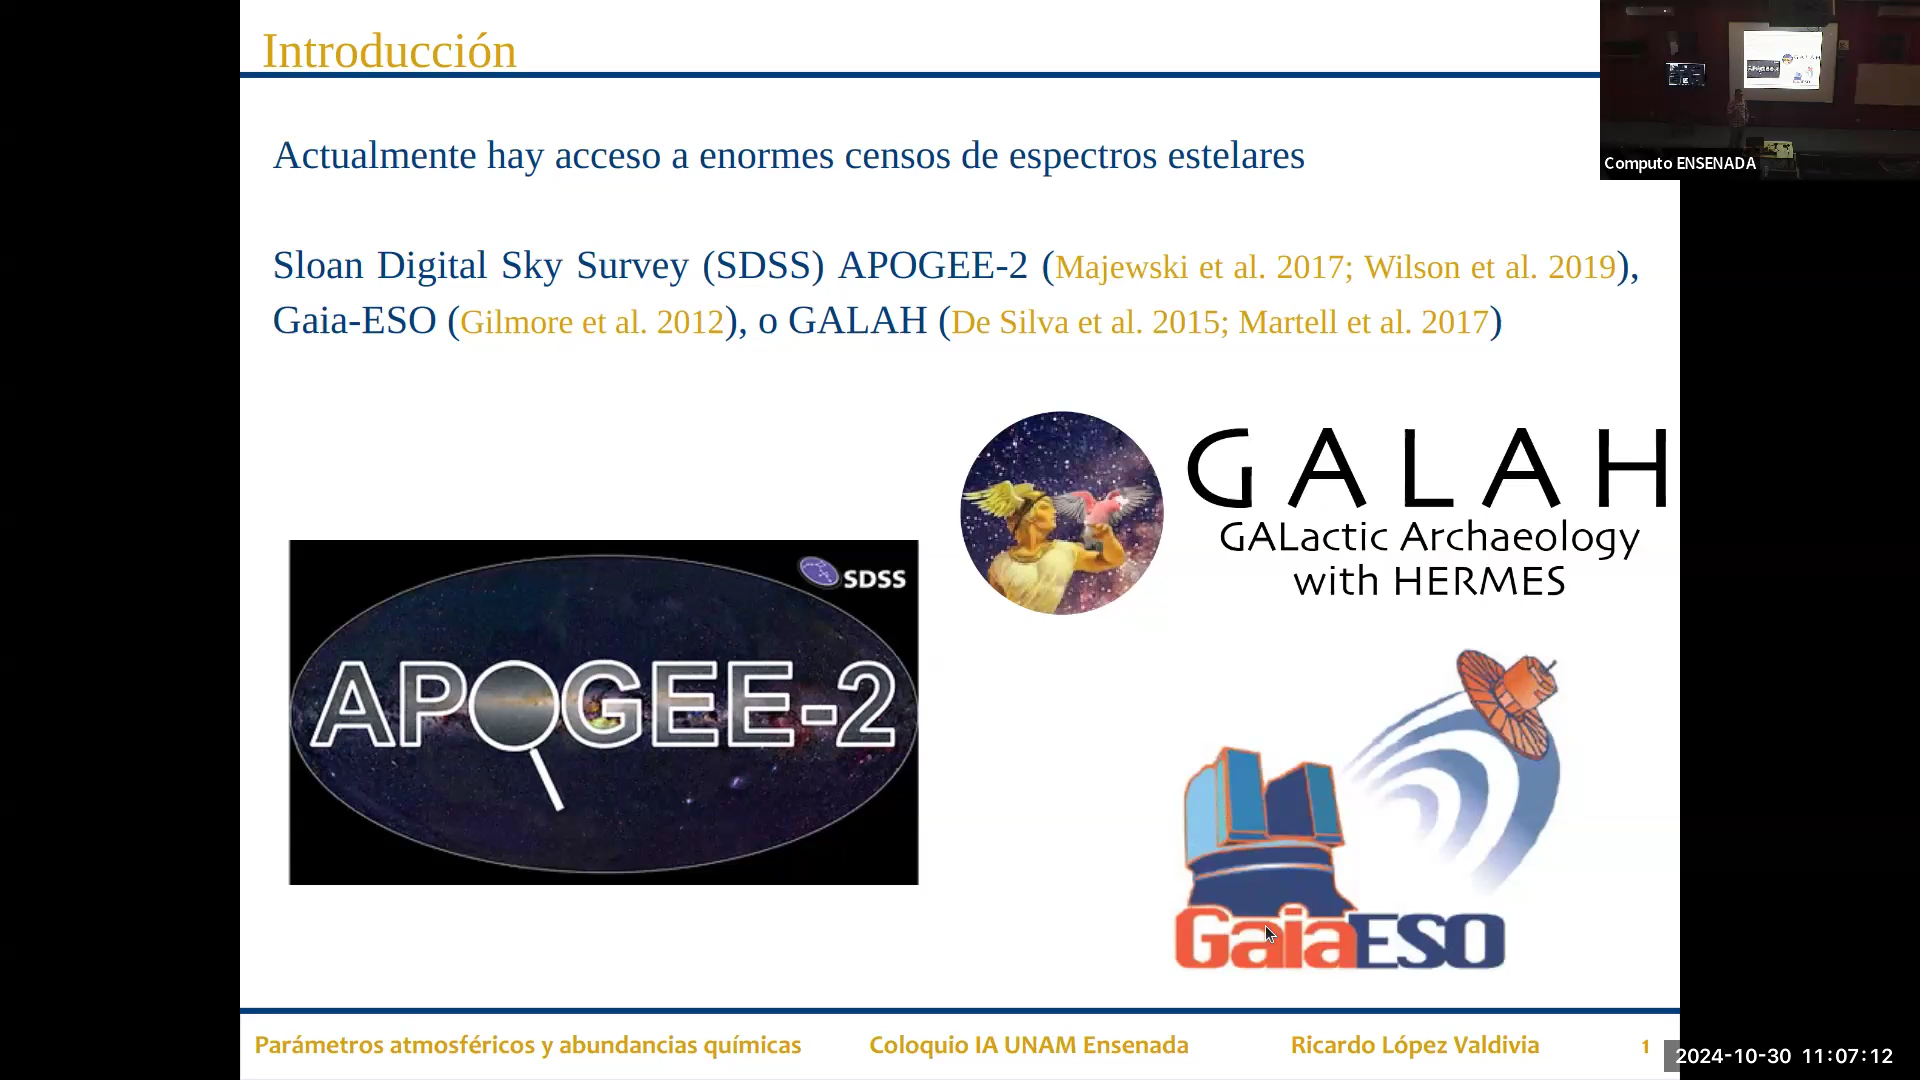 Introducción
Computo ENSENADA
Actualmente hay acceso a enormes censos de espectros estelares
Sloan Digital Sky Survey (SDSS) APOGEE-2 (Majewski et al. 2017; Wilson et al. 2019),
Gaia-ESO (Gilmore et al. 2012), o GALAH (De Silva et al. 2015; Martell et al. 2017)
GALAH
GALactic Archaeology
with HERMES
SDSS
APOGEE-2
GaiaESO
Parámetros atmosféricos y abundancias químicas Coloquio IA UNAM Ensenada Ricardo López Valdivia 1
2024-10-30 11:07:12